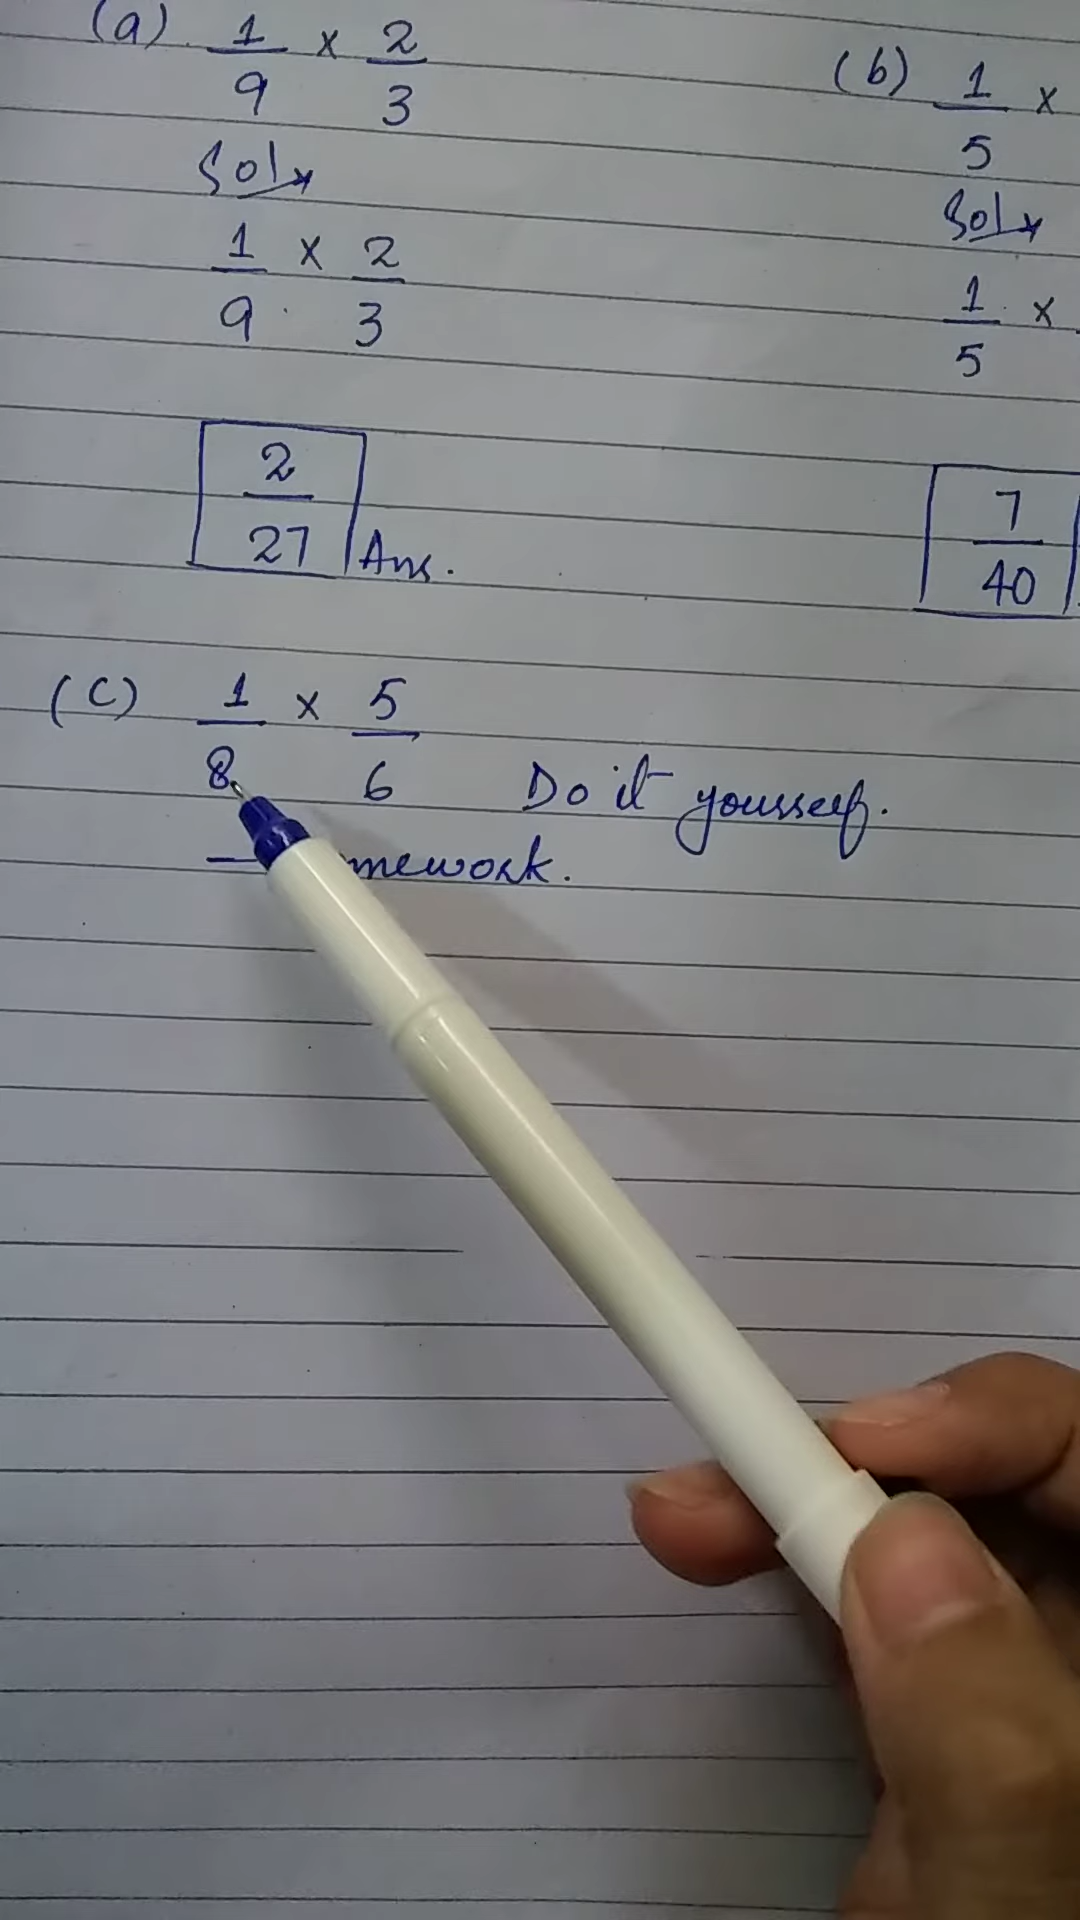 (a) 1/9 × 2/3
Sol
1/9 × 2/3
2/27 Ans.
(b) 1/5 ×
Sol
1/5 ×
7/40
(C) 1/8 × 5/6 Do it yourself.
mework.